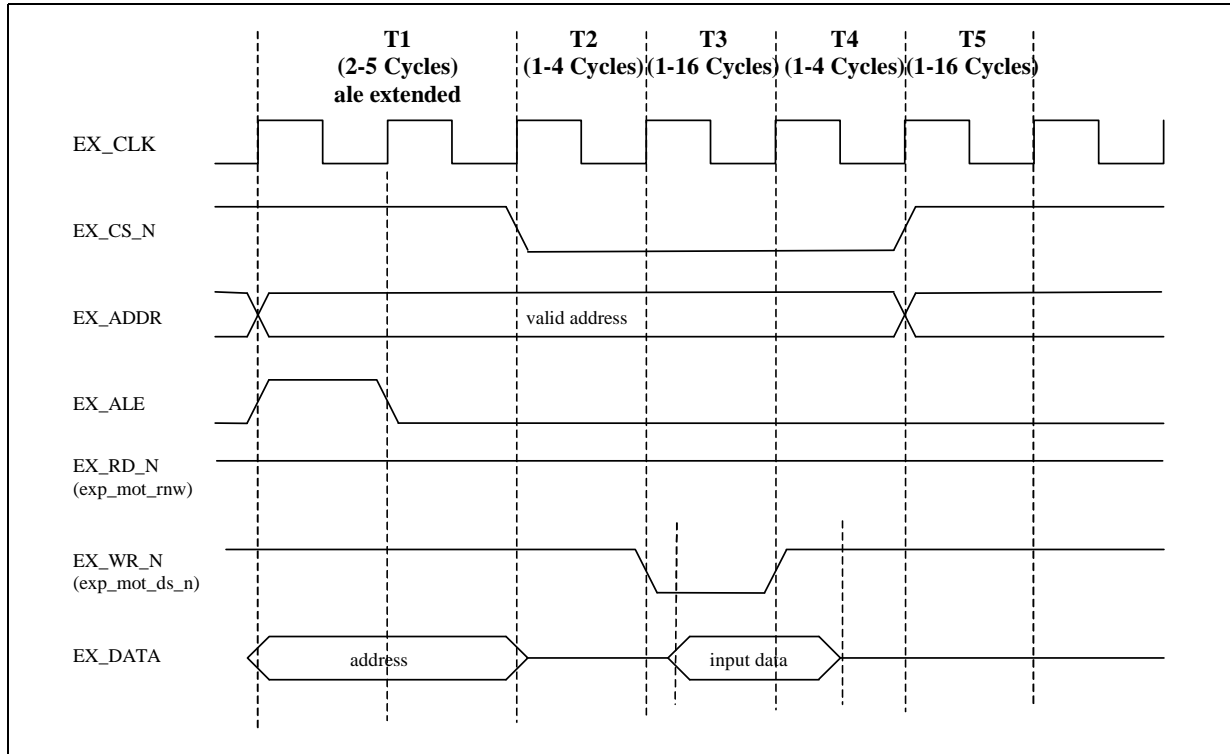 T1 T2 T3 T4 T5
(2-5 Cycles) (1-4 Cycles) (1-16 Cycles) (1-4 Cycles) (1-16 Cycles)
ale extended
EX_CLK
EX_CS_N
EX_ADDR valid address
EX_ALE
EX_RD_N
(exp_mot_rnw)
EX_WR_N
(exp_mot_ds_n)
EX_DATA address input data